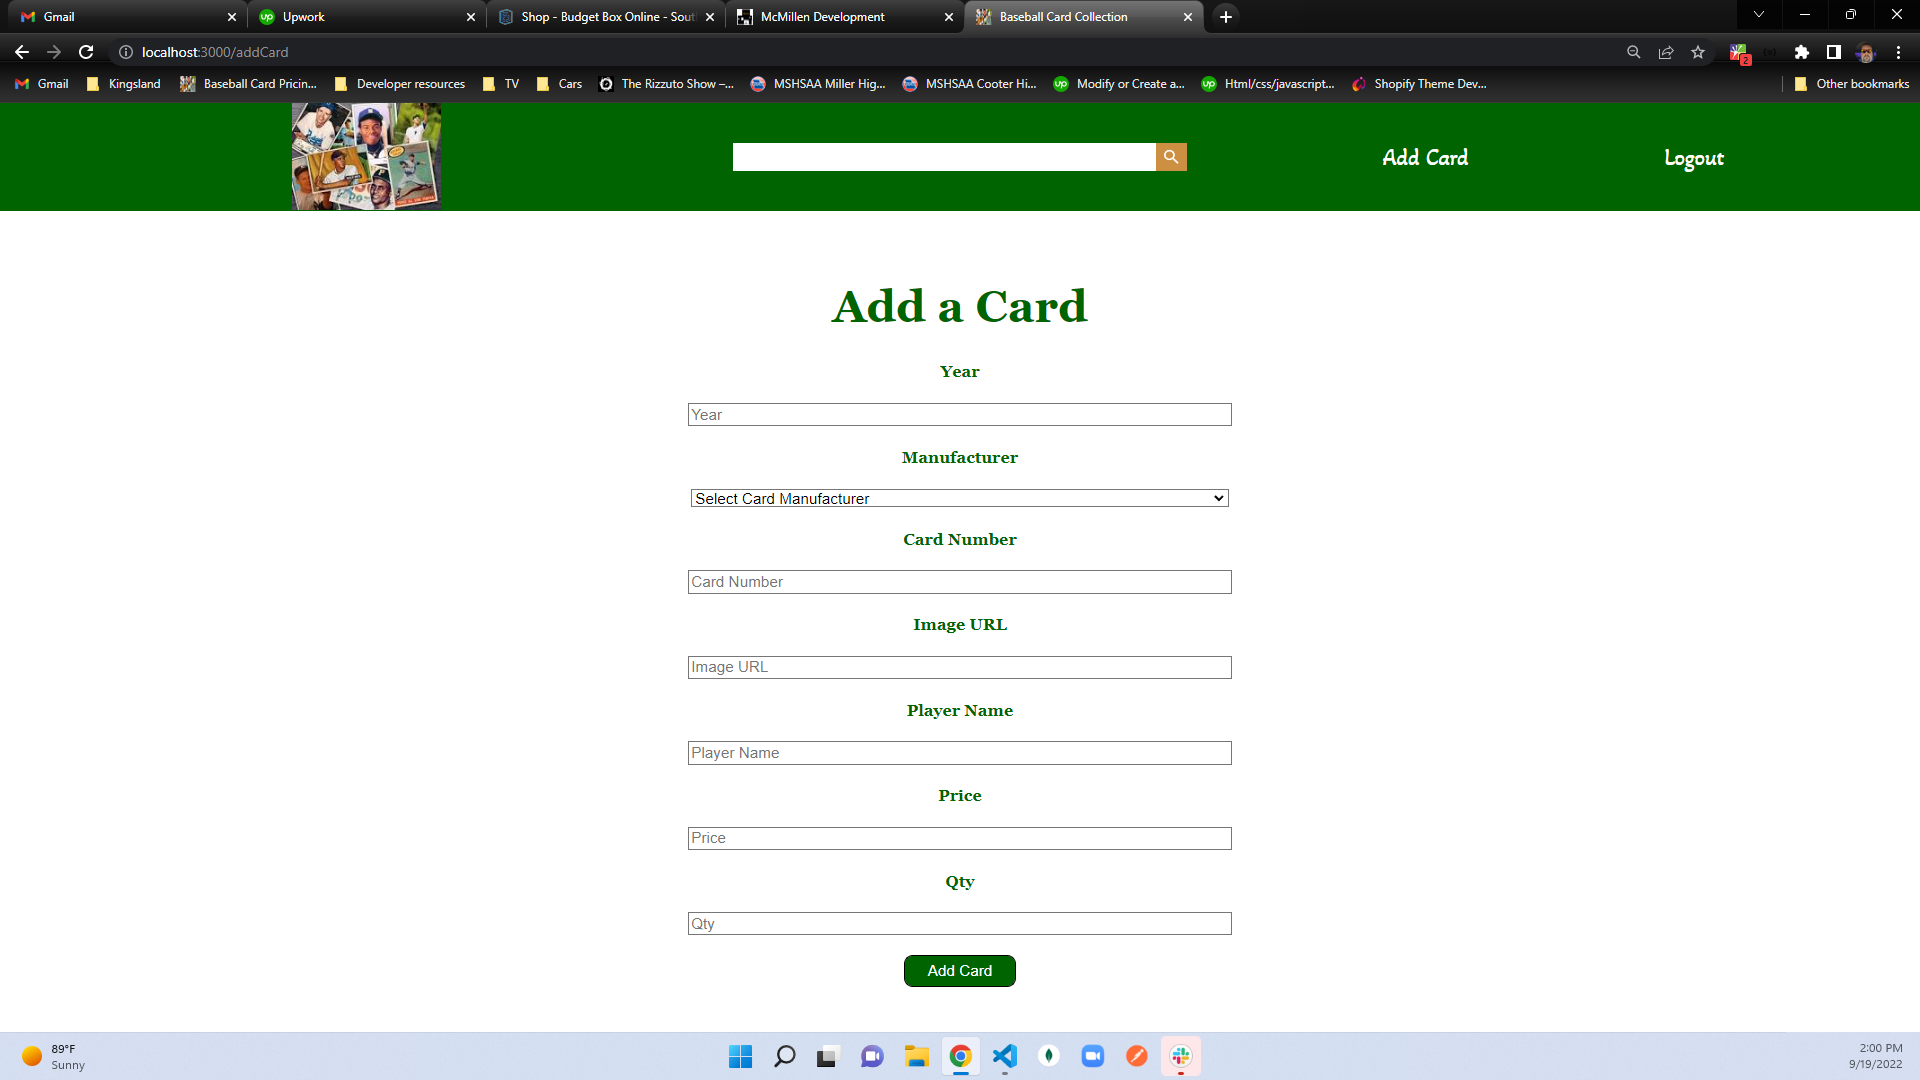 Gmail
Upwork
Shop - Budget Box Online - Sout
McMillen Development
Baseball Card Collection
localhost:3000/addCard
2
Gmail
Kingsland
Baseball Card Pricin...
Developer resources
TV
Cars
The Rizzuto Show –...
MSHSAA Miller Hig...
MSHSAA Cooter Hi...
Modify or Create a...
Html/css/javascript...
Shopify Theme Dev...
Other bookmarks
Add Card
Logout
Add a Card
Year
Year
Manufacturer
Select Card Manufacturer
Card Number
Card Number
Image URL
Image URL
Player Name
Player Name
Price
Price
Qty
Qty
Add Card
89°F
Sunny
2:00 PM
9/19/2022